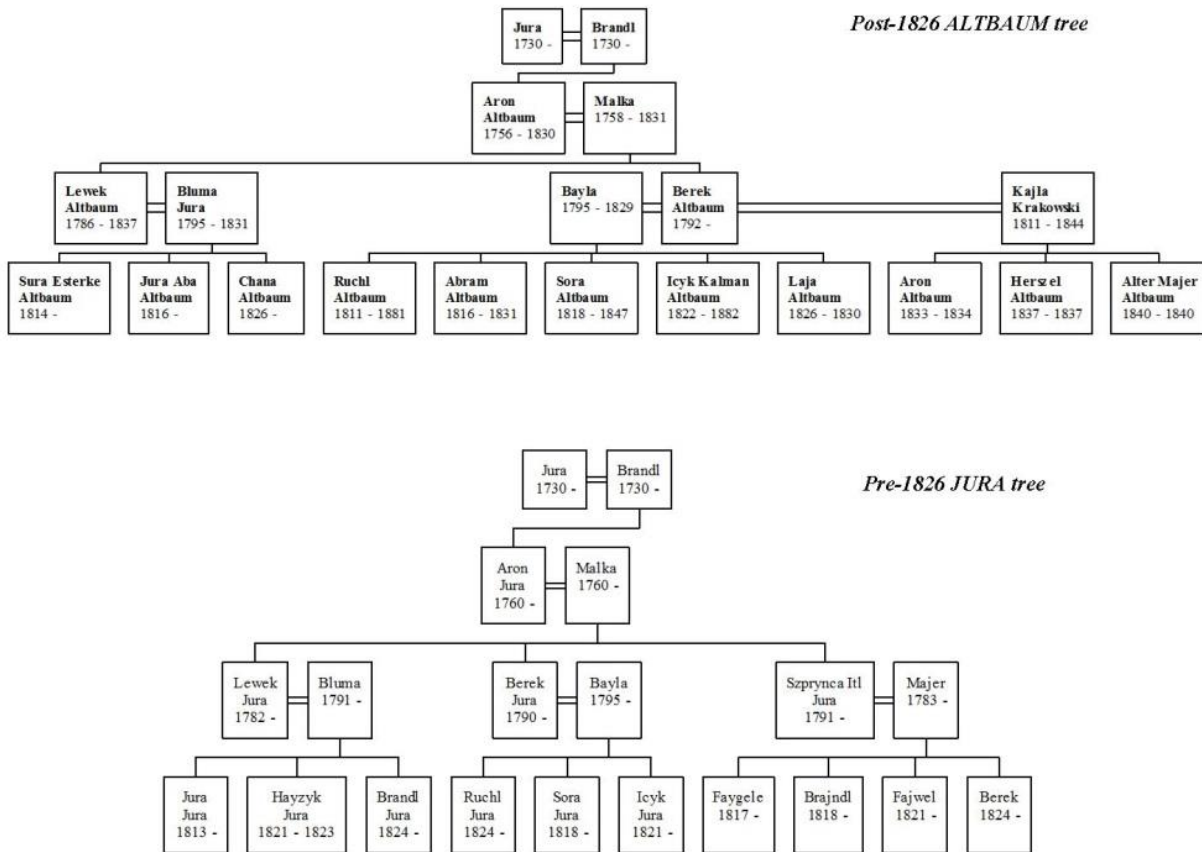 Post-1826 ALTBAUM tree
Jura
1730 -
Brandl
1730 -
Aron
Altbaum
1756 - 1830
Malka
1758 - 1831
Lewek
Altbaum
1786 - 1837
Bluma
Jura
1795 - 1831
Bayla
1795 - 1829
Berek
Altbaum
1792 -
Kajla
Krakowski
1811 - 1844
Sura Esterke
Altbaum
1814 -
Jura Aba
Altbaum
1816 -
Chana
Altbaum
1826 -
Ruchl
Altbaum
1811 - 1881
Abram
Altbaum
1816 - 1831
Sora
Altbaum
1818 - 1847
Icyk Kalman
Altbaum
1822 - 1882
Laja
Altbaum
1826 - 1830
Aron
Altbaum
1833 - 1834
Herszel
Altbaum
1837 - 1837
Alter Majer
Altbaum
1840 - 1840
Pre-1826 JURA tree
Jura
1730 -
Brandl
1730 -
Aron
Jura
1760 -
Malka
1760 -
Lewek
Jura
1782 -
Bluma
1791 -
Berek
Jura
1790 -
Bayla
1795 -
Szprynca Itl
Jura
1791 -
Majer
1783 -
Jura
Jura
1813 -
Hayzyk
Jura
1821 - 1823
Brandl
Jura
1824 -
Ruchl
Jura
1824 -
Sora
Jura
1818 -
Icyk
Jura
1821 -
Faygele
1817 -
Brajndl
1818 -
Fajwel
1821 -
Berek
1824 -